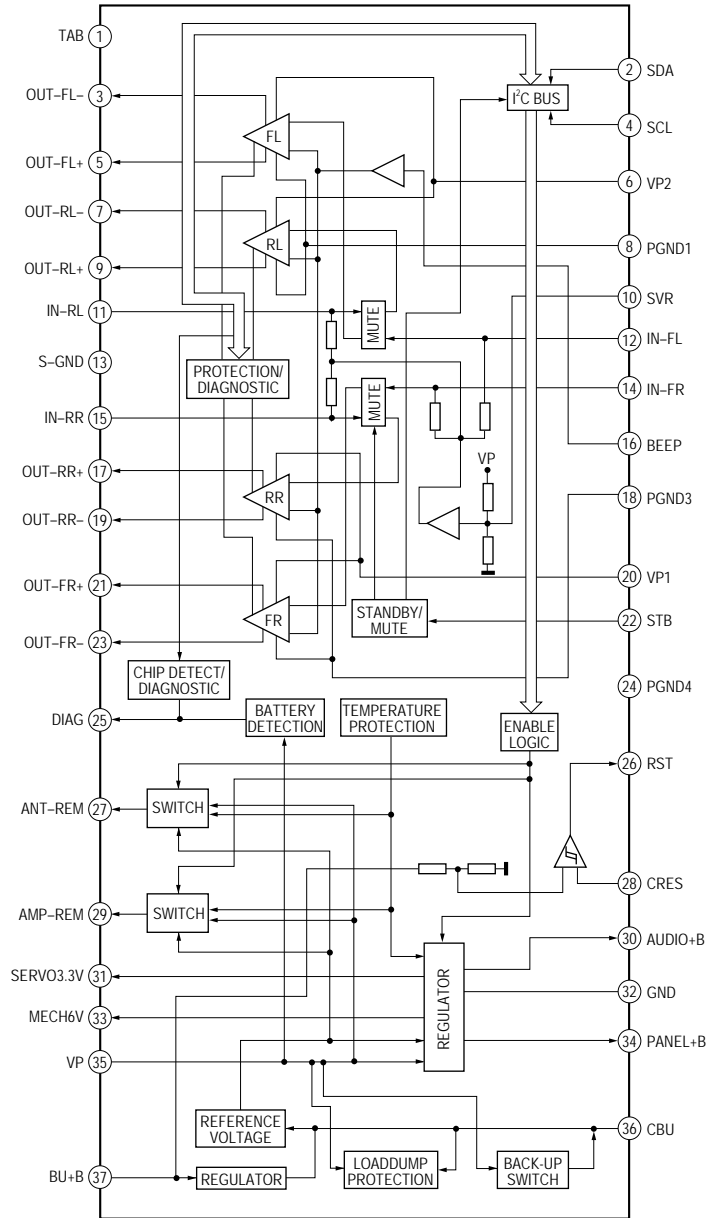 TAB 1
2 SDA
OUT–FL– 3
I²C BUS
4 SCL
FL
OUT–FL+ 5
6 VP2
OUT–RL– 7
RL
8 PGND1
OUT–RL+ 9
10 SVR
IN–RL 11
MUTE
12 IN–FL
S–GND 13
PROTECTION/
DIAGNOSTIC
MUTE
14 IN–FR
IN–RR 15
16 BEEP
VP
OUT–RR+ 17
RR
18 PGND3
OUT–RR– 19
20 VP1
OUT–FR+ 21
FR
STANDBY/
MUTE
22 STB
OUT–FR– 23
CHIP DETECT/
DIAGNOSTIC
24 PGND4
DIAG 25
BATTERY
DETECTION
TEMPERATURE
PROTECTION
ENABLE
LOGIC
26 RST
ANT–REM 27
SWITCH
28 CRES
AMP–REM 29
SWITCH
30 AUDIO+B
SERVO3.3V 31
REGULATOR
32 GND
MECH6V 33
34 PANEL+B
VP 35
REFERENCE
VOLTAGE
36 CBU
BU+B 37
REGULATOR
LOADDUMP
PROTECTION
BACK-UP
SWITCH